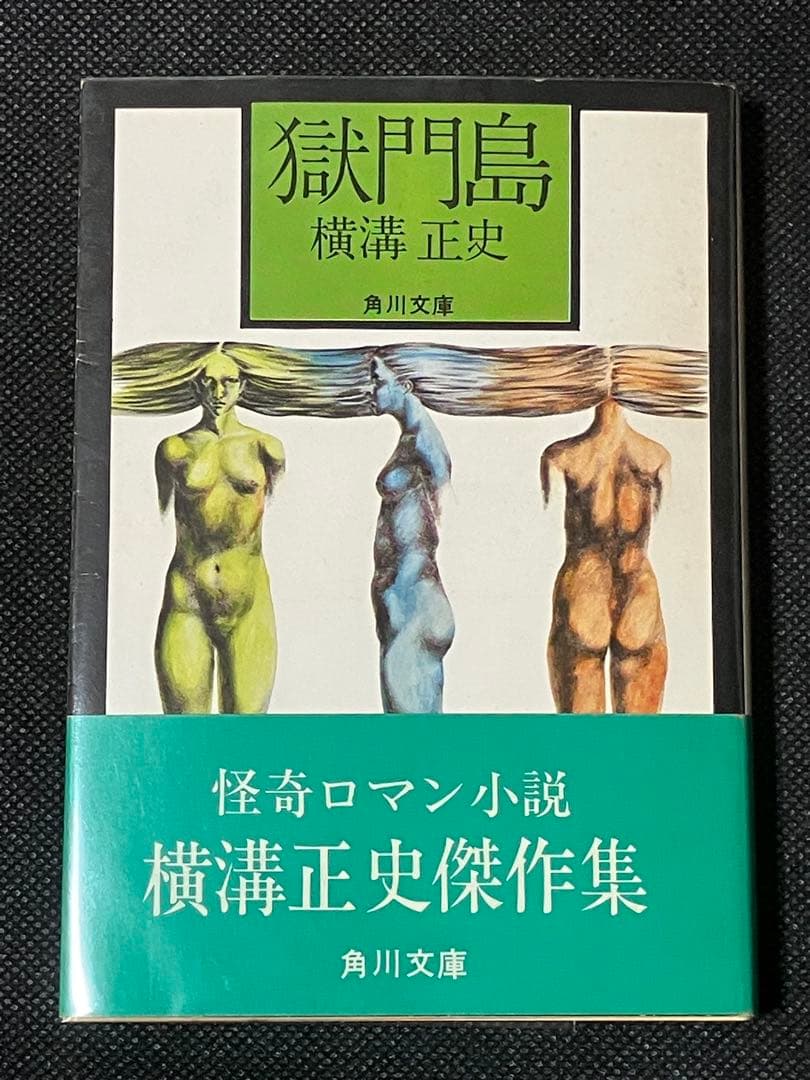 獄門島
横溝 正史
角川文庫
怪奇ロマン小説
横溝正史傑作集
角川文庫